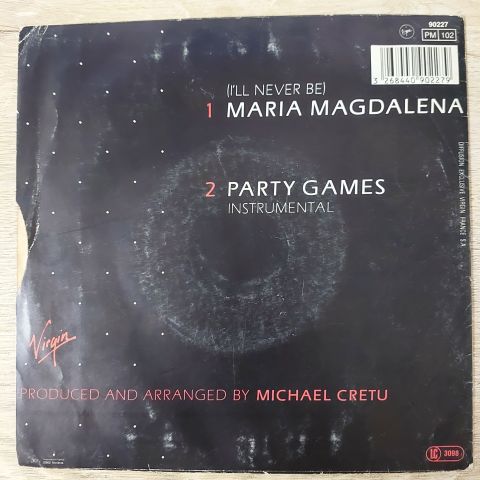 90227
PM 102
3 268440 902279
(I'LL NEVER BE)
1 MARIA MAGDALENA
2 PARTY GAMES
INSTRUMENTAL
DIFFUSION EXCLUSIVE VIRGIN FRANCE S.A.
Virgin
PRODUCED AND ARRANGED BY MICHAEL CRETU
LC 3098